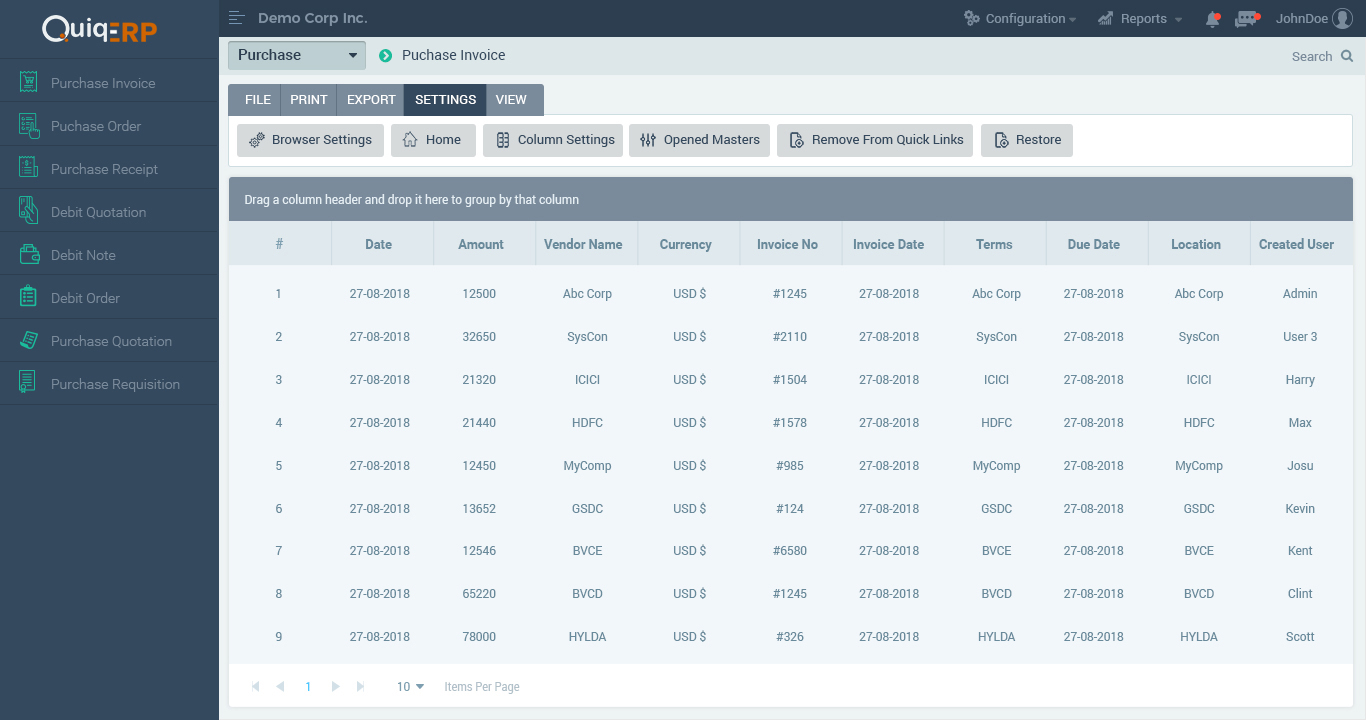 QuiqERP
Demo Corp Inc.
Configuration Reports JohnDoe
Purchase Puchase Invoice Search
Purchase Invoice
Puchase Order
Purchase Receipt
Debit Quotation
Debit Note
Debit Order
Purchase Quotation
Purchase Requisition
FILE PRINT EXPORT SETTINGS VIEW
Browser Settings Home Column Settings Opened Masters Remove From Quick Links Restore
Drag a column header and drop it here to group by that column
# Date Amount Vendor Name Currency Invoice No Invoice Date Terms Due Date Location Created User
1 27-08-2018 12500 Abc Corp USD $ #1245 27-08-2018 Abc Corp 27-08-2018 Abc Corp Admin
2 27-08-2018 32650 SysCon USD $ #2110 27-08-2018 SysCon 27-08-2018 SysCon User 3
3 27-08-2018 21320 ICICI USD $ #1504 27-08-2018 ICICI 27-08-2018 ICICI Harry
4 27-08-2018 21440 HDFC USD $ #1578 27-08-2018 HDFC 27-08-2018 HDFC Max
5 27-08-2018 12450 MyComp USD $ #985 27-08-2018 MyComp 27-08-2018 MyComp Josu
6 27-08-2018 13652 GSDC USD $ #124 27-08-2018 GSDC 27-08-2018 GSDC Kevin
7 27-08-2018 12546 BVCE USD $ #6580 27-08-2018 BVCE 27-08-2018 BVCE Kent
8 27-08-2018 65220 BVCD USD $ #1245 27-08-2018 BVCD 27-08-2018 BVCD Clint
9 27-08-2018 78000 HYLDA USD $ #326 27-08-2018 HYLDA 27-08-2018 HYLDA Scott
1 10 Items Per Page